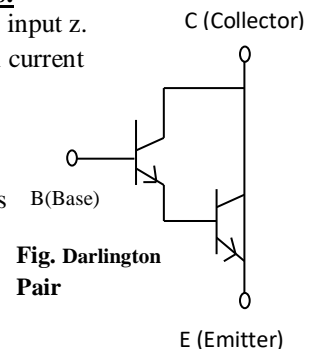 input z.
C (Collector)
current
s
B(Base)
Fig. Darlington
Pair
E (Emitter)